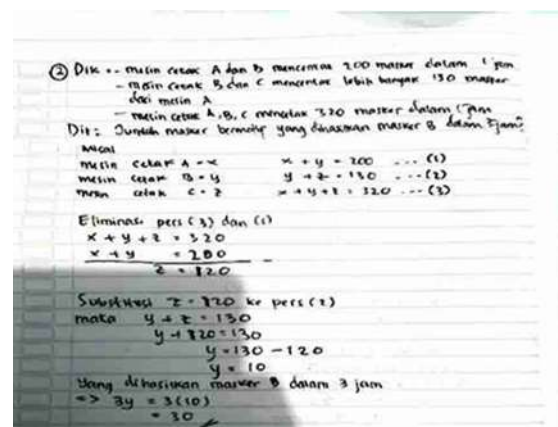 ② Dik :- mesin cetak A dan B mencetak 200 masker dalam 1 jam
- mesin cetak B dan C mencetak lebih banyak 130 masker
dari mesin A
- mesin cetak A, B, C mencetak 320 masker dalam 1 jam
Dit : Jumlah masker bermotif yang dihasilkan masker B dalam 3 jam?
Misal
mesin cetak A = x    x + y = 200 ... (1)
mesin cetak B = y    y + z = 130 ... (2)
mesin cetak C = z    x + y + z = 320 ... (3)
Eliminasi pers (3) dan (1)
x + y + z = 320
x + y = 200
z = 120
Substitusi z = 120 ke pers (2)
maka y + z = 130
y + 120 = 130
y = 130 - 120
y = 10
Yang dihasilkan masker B dalam 3 jam
=> 3y = 3(10)
= 30